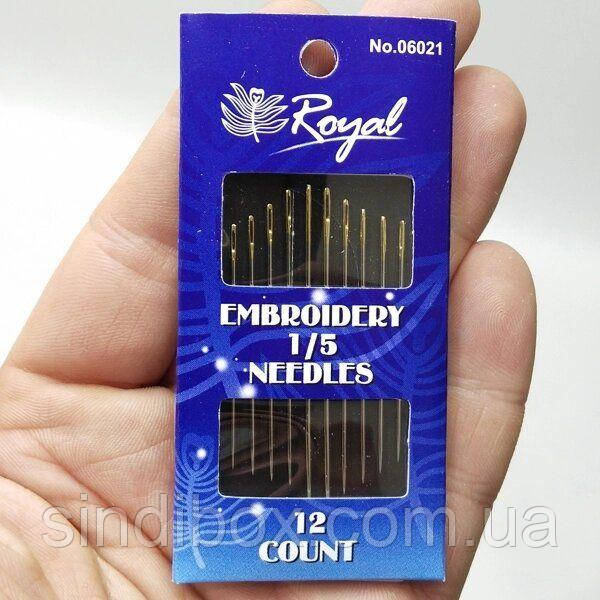 No.06021
Royal
EMBROIDERY
1/5
NEEDLES
12
COUNT
sindibox.com.ua